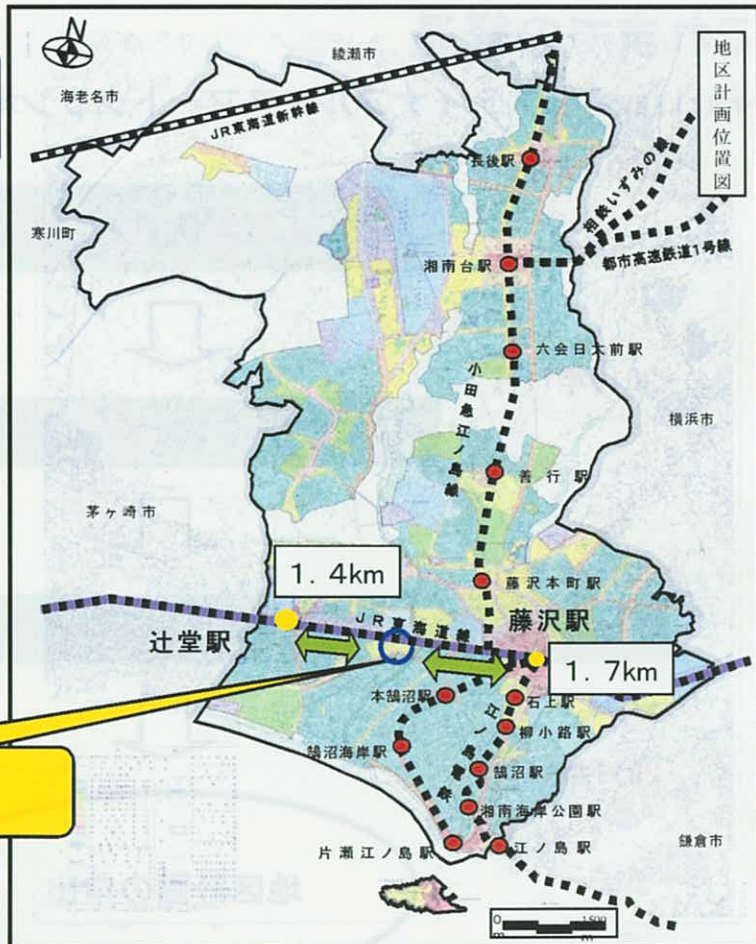 N
綾瀬市
海老名市
地区計画位置図
JR東海道新幹線
長後駅
相鉄いずみの線
寒川町
湘南台駅
都市高速鉄道1号線
六会日大前駅
小田急江ノ島線
横浜市
善行駅
茅ヶ崎市
藤沢本町駅
1.4km
JR東海道線
藤沢駅
辻堂駅
1.7km
本鵠沼駅
石上駅
江ノ島電鉄
柳小路駅
鵠沼海岸駅
鵠沼駅
湘南海岸公園駅
片瀬江ノ島駅
江ノ島駅
鎌倉市
0m
1500m